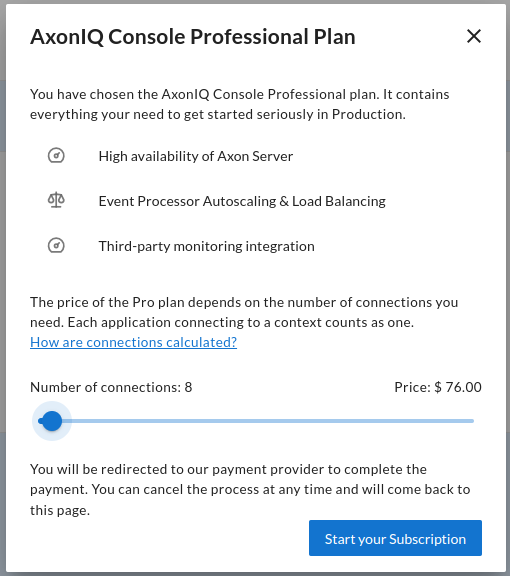 AxonIQ Console Professional Plan
You have chosen the AxonIQ Console Professional plan. It contains
everything your need to get started seriously in Production.
High availability of Axon Server
Event Processor Autoscaling & Load Balancing
Third-party monitoring integration
The price of the Pro plan depends on the number of connections you
need. Each application connecting to a context counts as one.
How are connections calculated?
Number of connections: 8 Price: $ 76.00
You will be redirected to our payment provider to complete the
payment. You can cancel the process at any time and will come back to
this page.
Start your Subscription